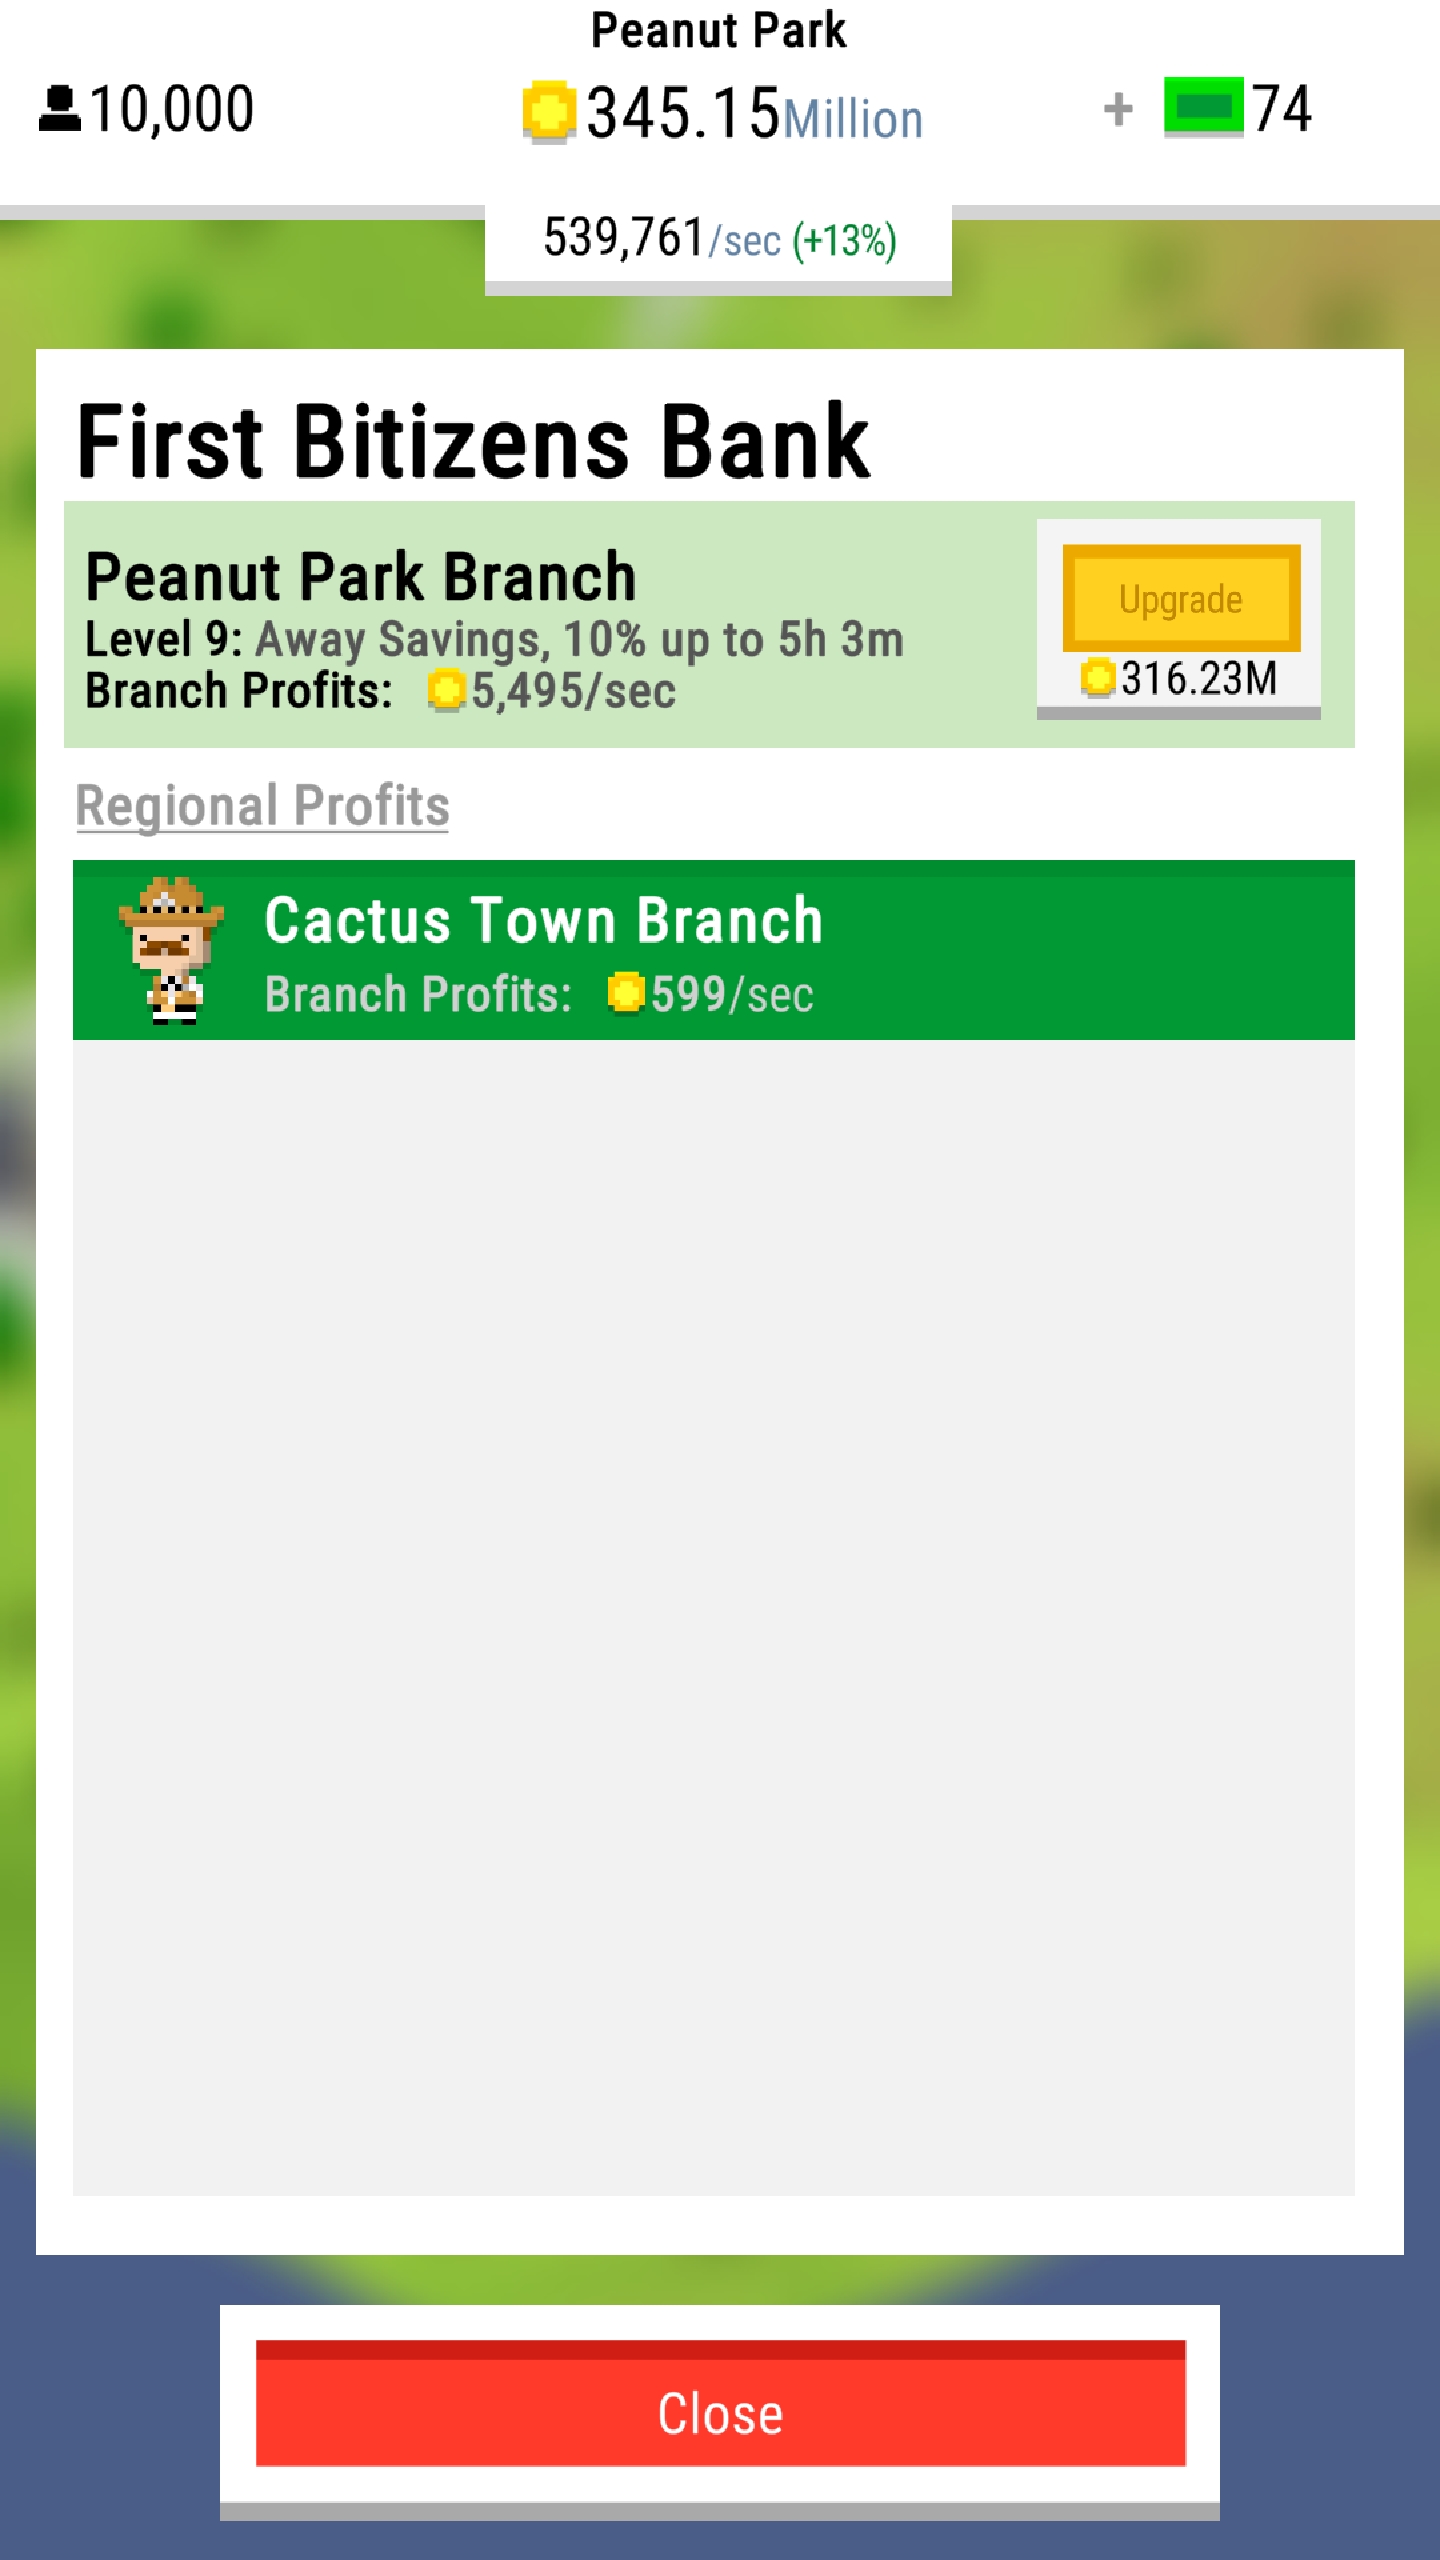 Peanut Park
10,000
345.15Million
+ 74
539,761/sec (+13%)
First Bitizens Bank
Peanut Park Branch
Level 9: Away Savings, 10% up to 5h 3m
Branch Profits: 5,495/sec
Upgrade
316.23M
Regional Profits
Cactus Town Branch
Branch Profits: 599/sec
Close